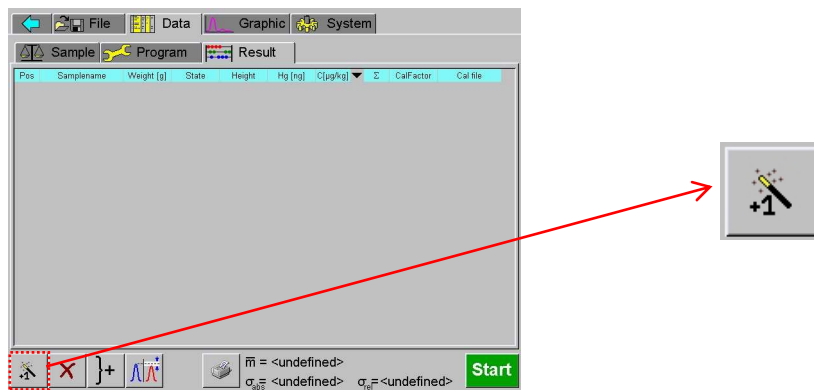 File Data Graphic System
Sample Program Result
Pos Samplename Weight [g] State Height Hg [ng] C[µg/kg] Σ CalFactor Cal file
+1
+1
}+
m̅ = <undefined>
σabs = <undefined> σrel = <undefined>
Start